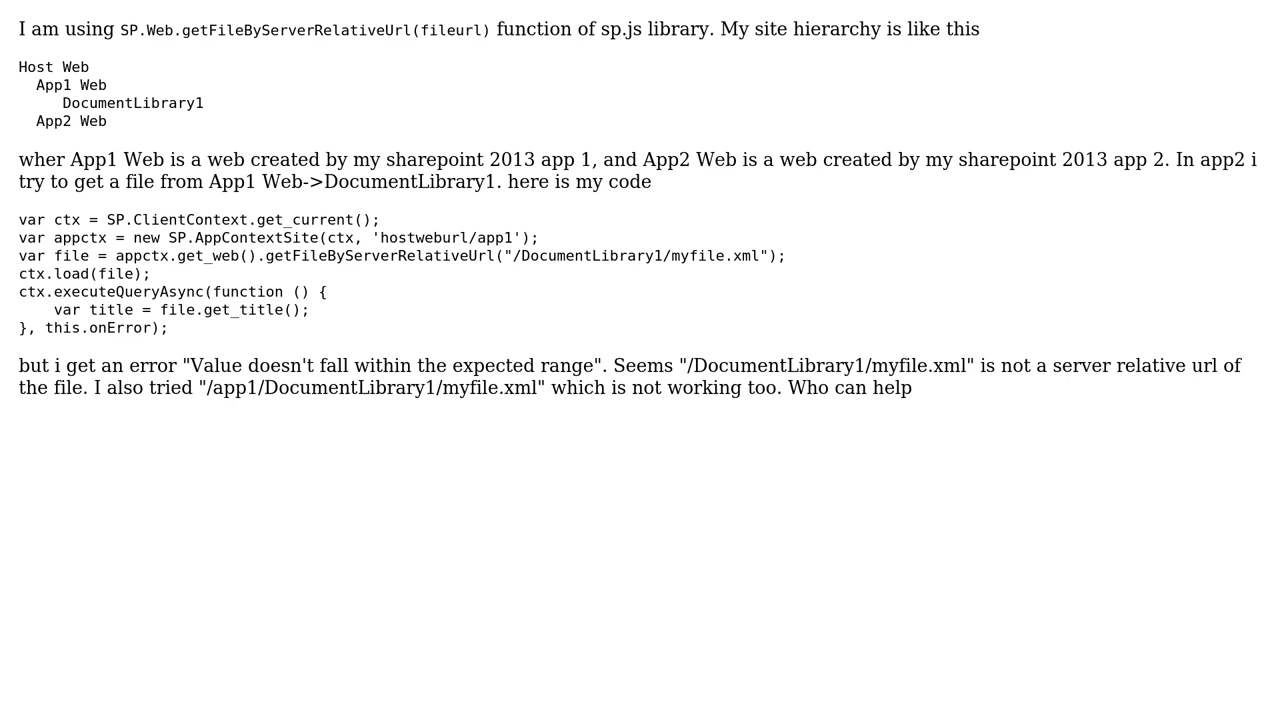 I am using SP.Web.getFileByServerRelativeUrl(fileurl) function of sp.js library. My site hierarchy is like this
Host Web
  App1 Web
     DocumentLibrary1
  App2 Web
wher App1 Web is a web created by my sharepoint 2013 app 1, and App2 Web is a web created by my sharepoint 2013 app 2. In app2 i
try to get a file from App1 Web->DocumentLibrary1. here is my code
var ctx = SP.ClientContext.get_current();
var appctx = new SP.AppContextSite(ctx, 'hostweburl/app1');
var file = appctx.get_web().getFileByServerRelativeUrl("/DocumentLibrary1/myfile.xml");
ctx.load(file);
ctx.executeQueryAsync(function () {
    var title = file.get_title();
}, this.onError);
but i get an error "Value doesn't fall within the expected range". Seems "/DocumentLibrary1/myfile.xml" is not a server relative url of
the file. I also tried "/app1/DocumentLibrary1/myfile.xml" which is not working too. Who can help